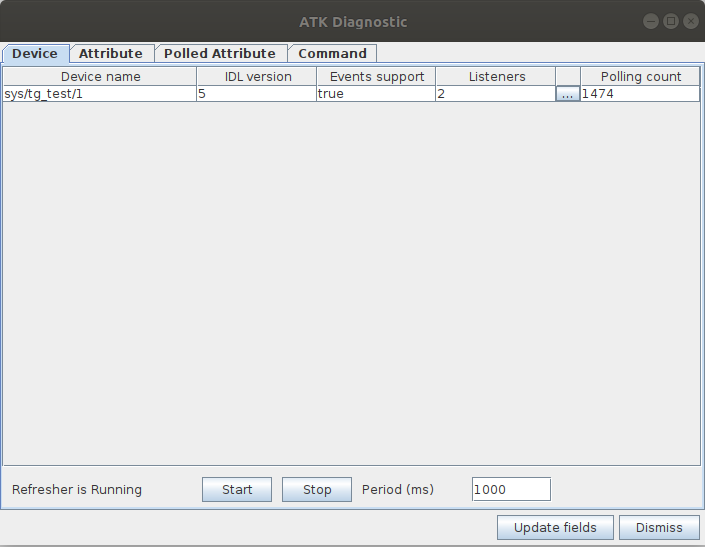 ATK Diagnostic
Device Attribute Polled Attribute Command
Device name IDL version Events support Listeners Polling count
sys/tg_test/1 5 true 2 ... 1474
Refresher is Running Start Stop Period (ms) 1000
Update fields Dismiss